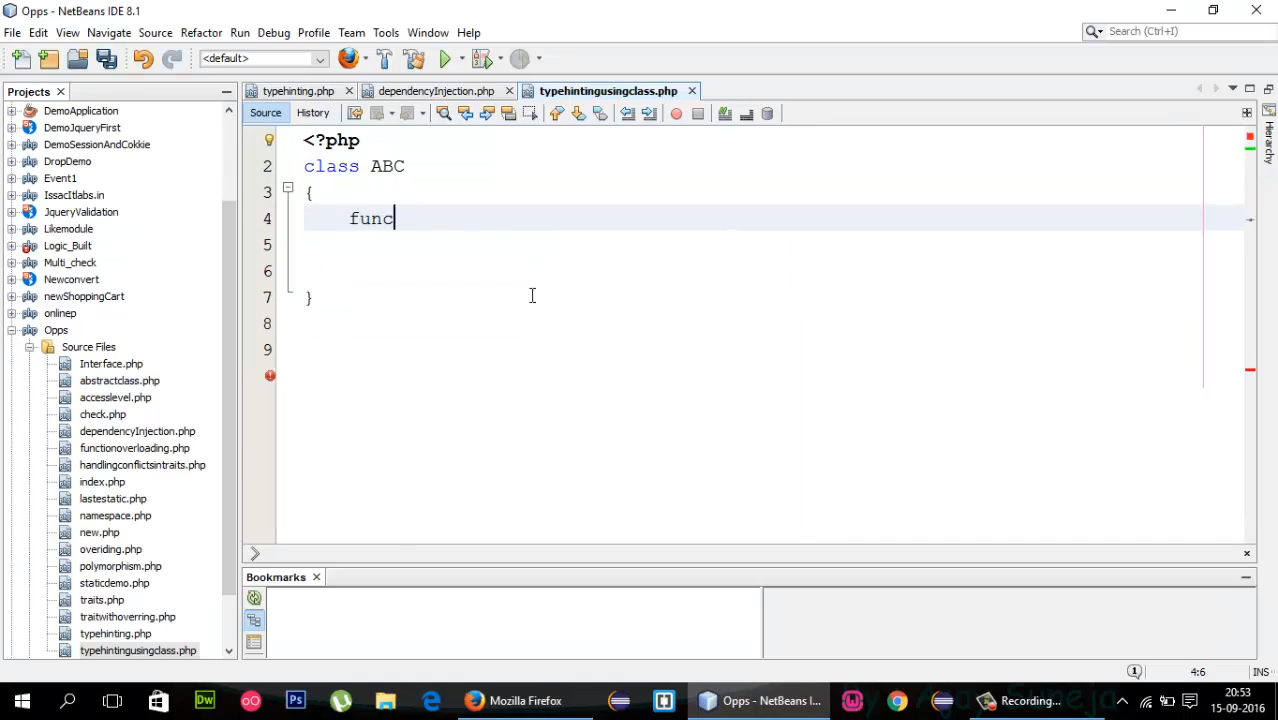 Opps - NetBeans IDE 8.1
File Edit View Navigate Source Refactor Run Debug Profile Team Tools Window Help
Search (Ctrl+I)
<default>
Projects
typehinting.php
dependencyInjection.php
typehintingusingclass.php
Source History
Hierarchy
DemoApplication
DemoJqueryFirst
DemoSessionAndCokkie
DropDemo
Event1
IssacItlabs.in
JqueryValidation
Likemodule
Logic_Built
Multi_check
Newconvert
newShoppingCart
onlinep
Opps
Source Files
Interface.php
abstractclass.php
accesslevel.php
check.php
dependencyInjection.php
functionoverloading.php
handlingconflictsintraits.php
index.php
lastestatic.php
namespace.php
new.php
overiding.php
polymorphism.php
staticdemo.php
traits.php
traitwithoverring.php
typehinting.php
typehintingusingclass.php
<?php
2 class ABC
3 {
4 func
5
6
7 }
8
9
Bookmarks
1 4:6 INS
Mozilla Firefox
Opps - NetBeans I...
Recording...
20:53
15-09-2016